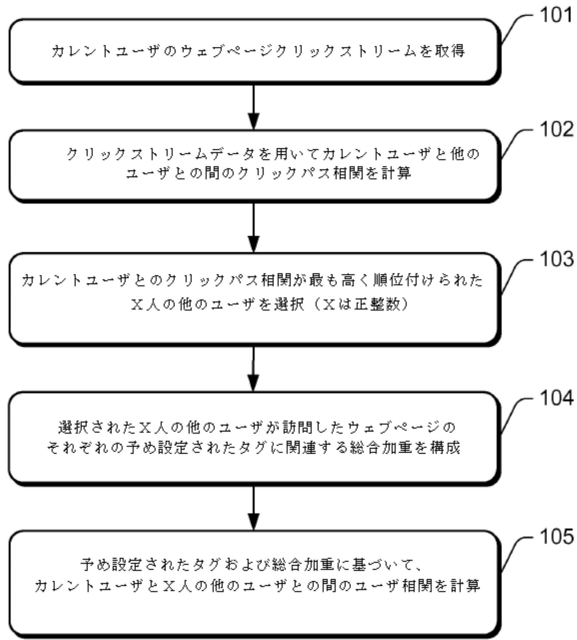 101
カレントユーザのウェブページクリックストリームを取得
102
クリックストリームデータを用いてカレントユーザと他の
ユーザとの間のクリックパス相関を計算
103
カレントユーザとのクリックパス相関が最も高く順位付けられた
X人の他のユーザを選択(Xは正整数)
104
選択されたX人の他のユーザが訪問したウェブページの
それぞれの予め設定されたタグに関連する総合加重を構成
105
予め設定されたタグおよび総合加重に基づいて、
カレントユーザとX人の他のユーザとの間のユーザ相関を計算